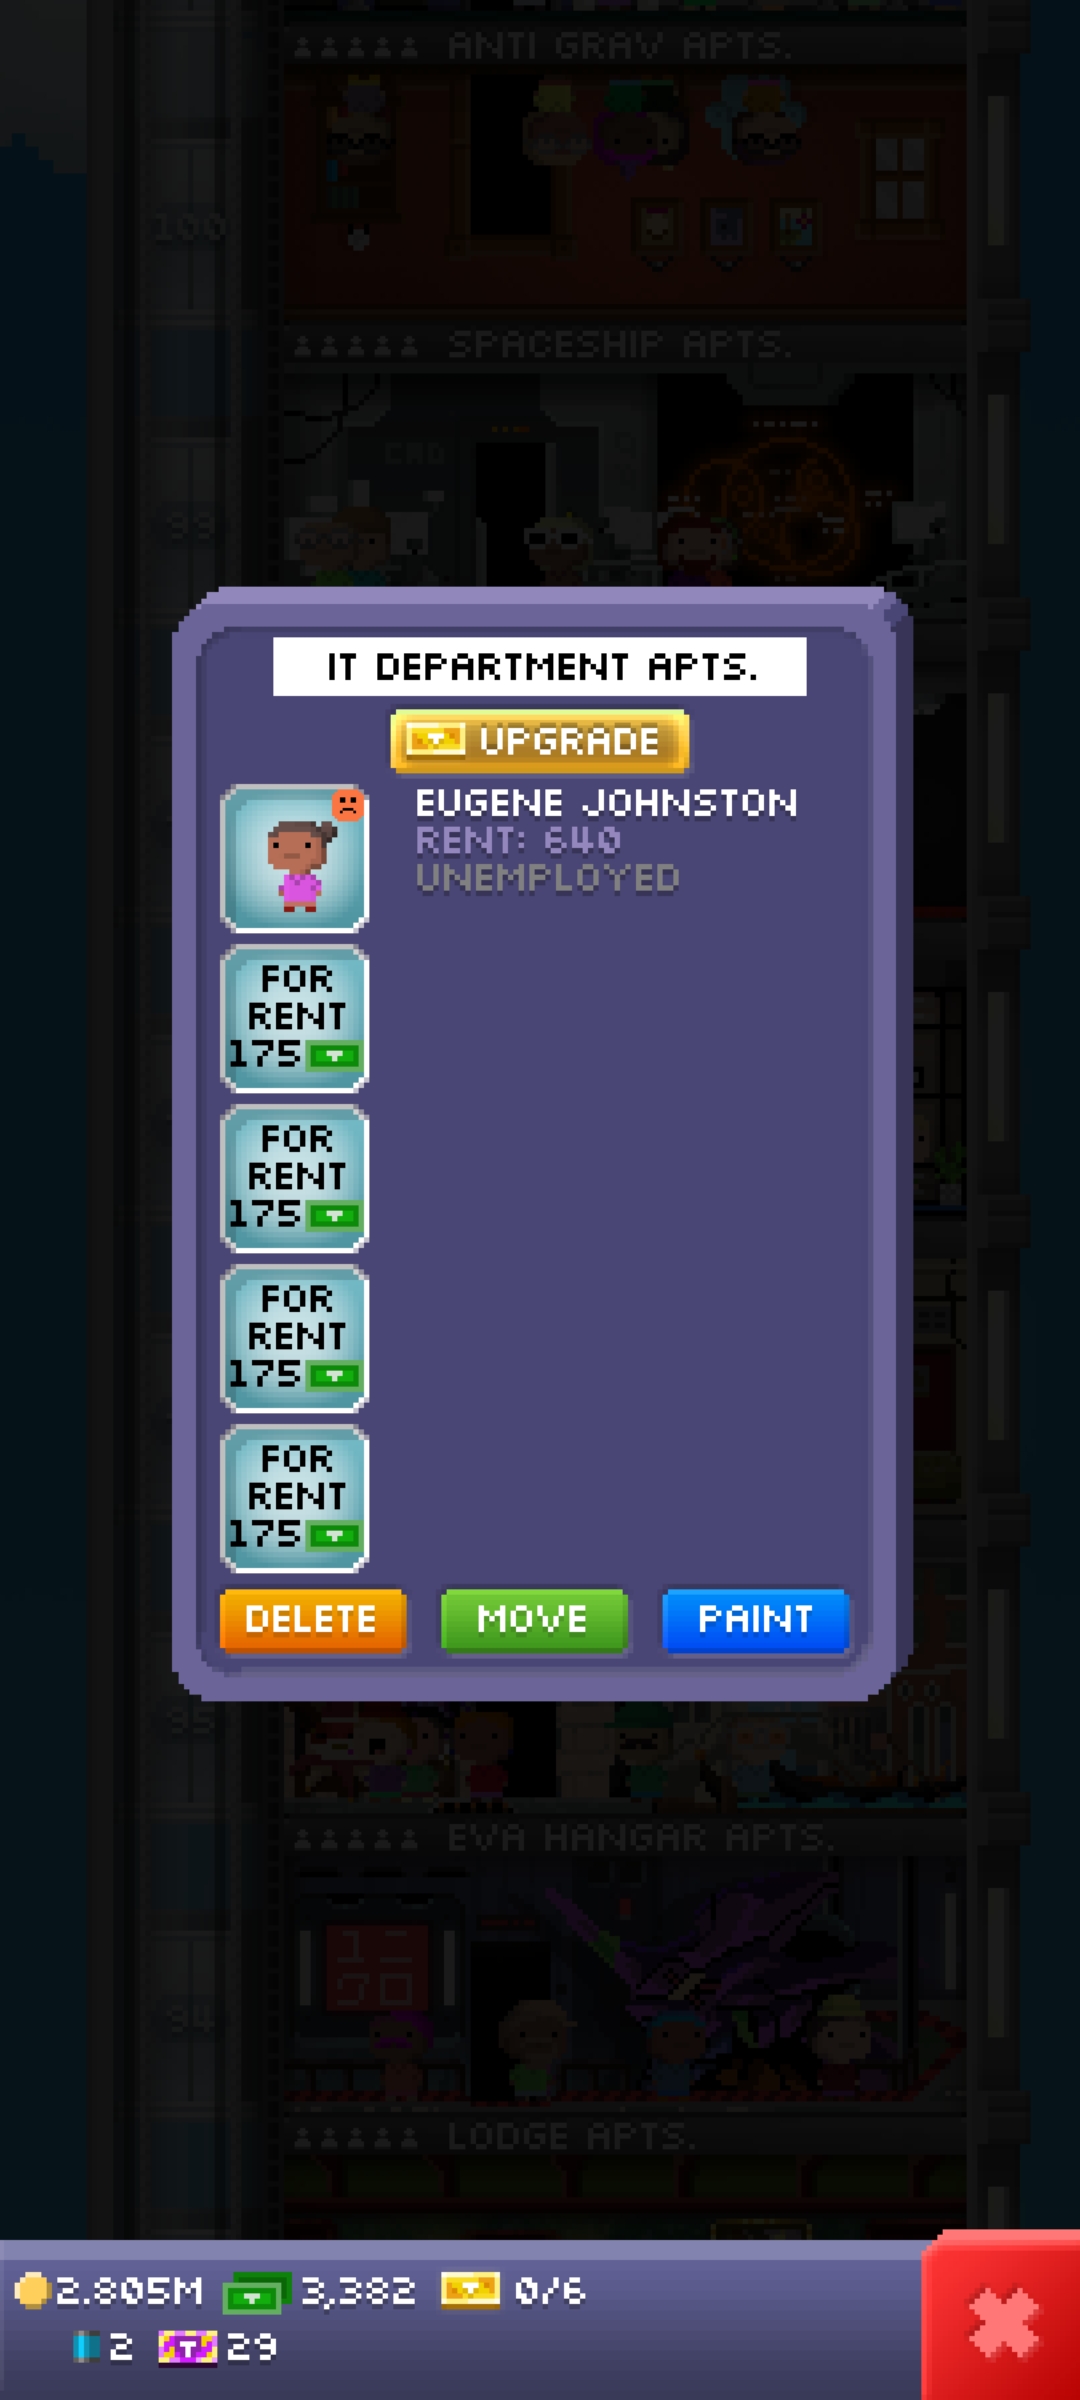 ANTI GRAV APTS.
100
SPACESHIP APTS.
CRD
99
IT DEPARTMENT APTS.
UPGRADE
EUGENE JOHNSTON
RENT: 640
UNEMPLOYED
FOR
RENT
175
FOR
RENT
175
FOR
RENT
175
FOR
RENT
175
DELETE MOVE PAINT
95
EVA HANGAR APTS.
94
LODGE APTS.
2.805M 3,382 0/6
2 29